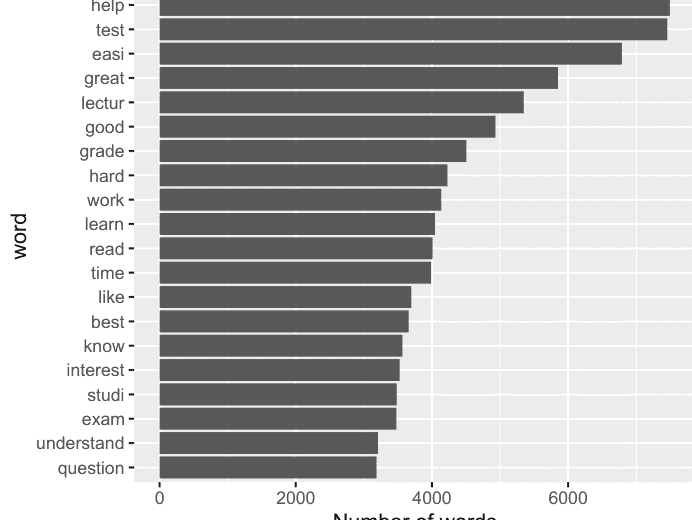 help
test
easi
great
lectur
good
grade
hard
work
learn
read
time
like
best
know
interest
studi
exam
understand
question
word
0 2000 4000 6000
Number of words